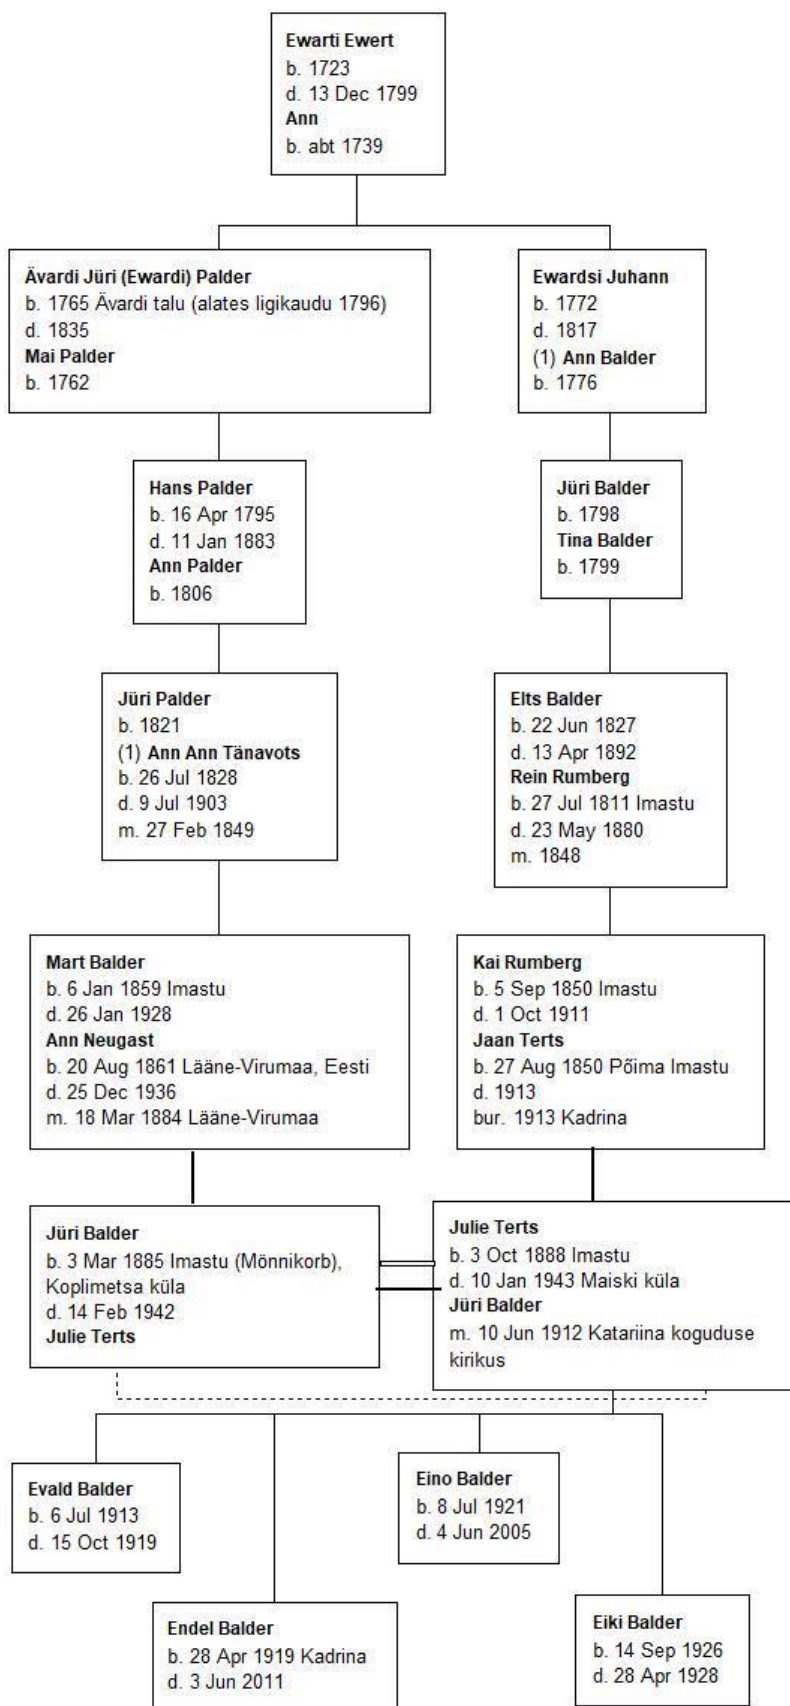 Ewarti Ewert
b. 1723
d. 13 Dec 1799
Ann
b. abt 1739
Ävardi Jüri (Ewardi) Palder
b. 1765 Ävardi talu (alates ligikaudu 1796)
d. 1835
Mai Palder
b. 1762
Ewardsi Juhann
b. 1772
d. 1817
(1) Ann Balder
b. 1776
Hans Palder
b. 16 Apr 1795
d. 11 Jan 1883
Ann Palder
b. 1806
Jüri Balder
b. 1798
Tina Balder
b. 1799
Jüri Palder
b. 1821
(1) Ann Ann Tänavots
b. 26 Jul 1828
d. 9 Jul 1903
m. 27 Feb 1849
Elts Balder
b. 22 Jun 1827
d. 13 Apr 1892
Rein Rumberg
b. 27 Jul 1811 Imastu
d. 23 May 1880
m. 1848
Mart Balder
b. 6 Jan 1859 Imastu
d. 26 Jan 1928
Ann Neugast
b. 20 Aug 1861 Lääne-Virumaa, Eesti
d. 25 Dec 1936
m. 18 Mar 1884 Lääne-Virumaa
Kai Rumberg
b. 5 Sep 1850 Imastu
d. 1 Oct 1911
Jaan Terts
b. 27 Aug 1850 Põima Imastu
d. 1913
bur. 1913 Kadrina
Jüri Balder
b. 3 Mar 1885 Imastu (Mönnikorb),
Koplimetsa küla
d. 14 Feb 1942
Julie Terts
Julie Terts
b. 3 Oct 1888 Imastu
d. 10 Jan 1943 Maiski küla
Jüri Balder
m. 10 Jun 1912 Katariina koguduse
kirikus
Evald Balder
b. 6 Jul 1913
d. 15 Oct 1919
Eino Balder
b. 8 Jul 1921
d. 4 Jun 2005
Endel Balder
b. 28 Apr 1919 Kadrina
d. 3 Jun 2011
Eiki Balder
b. 14 Sep 1926
d. 28 Apr 1928